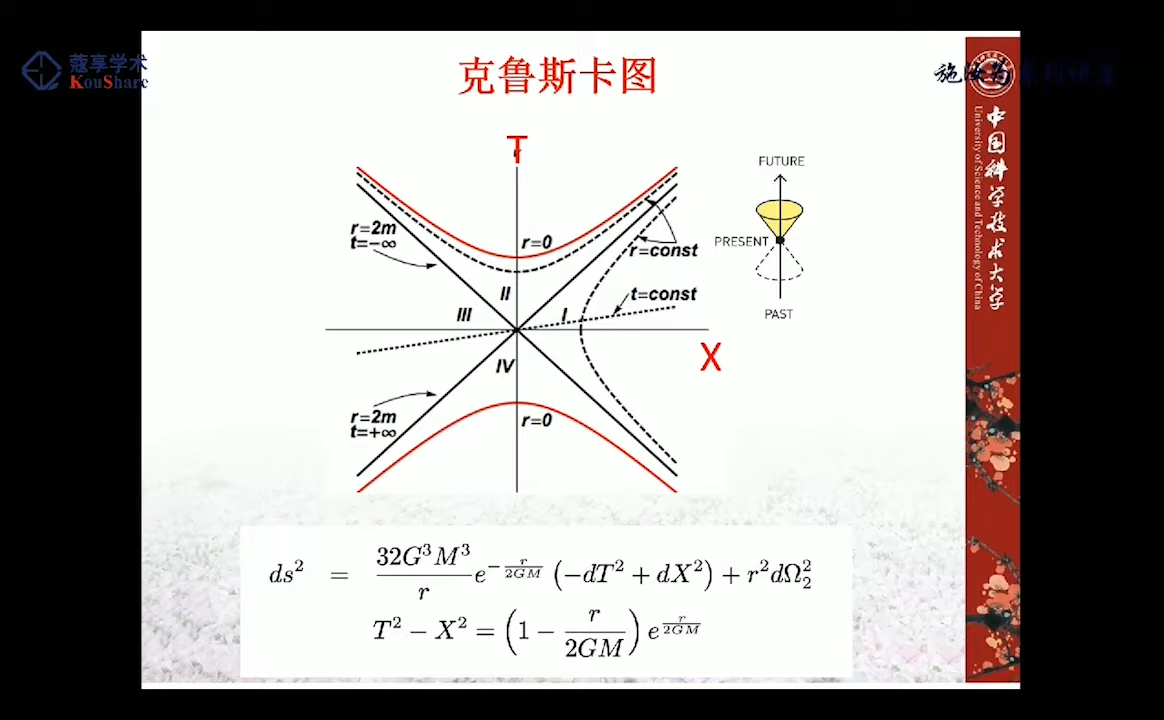 蔻享学术
KouShare
克鲁斯卡图
中国科学技术大学
University of Science and Technology of China
T
FUTURE
r=2m
t=−∞
r=0
r=const
PRESENT
II
III
I
t=const
PAST
X
IV
r=2m
t=+∞
r=0
ds² = 32G³M³/r e^{-r/2GM} (−dT² + dX²) + r²dΩ₂²
T² − X² = (1 − r/2GM) e^{r/2GM}